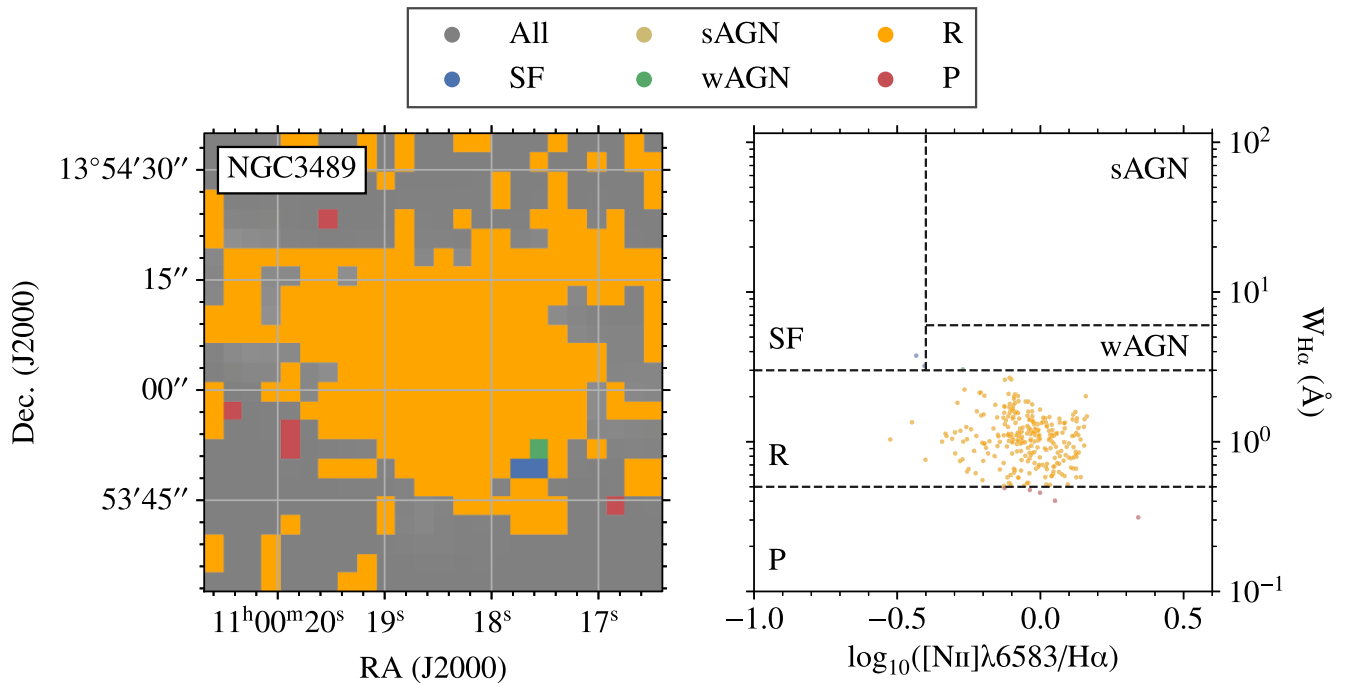 All sAGN R
SF wAGN P
NGC3489
13°54′30′′
15′′
00′′
53′45′′
Dec. (J2000)
11ʰ00ᵐ20ˢ 19ˢ 18ˢ 17ˢ
RA (J2000)
sAGN
SF
wAGN
R
P
10²
10¹
10⁰
10⁻¹
W_Hα (Å)
−1.0 −0.5 0.0 0.5
log₁₀([NII]λ6583/Hα)